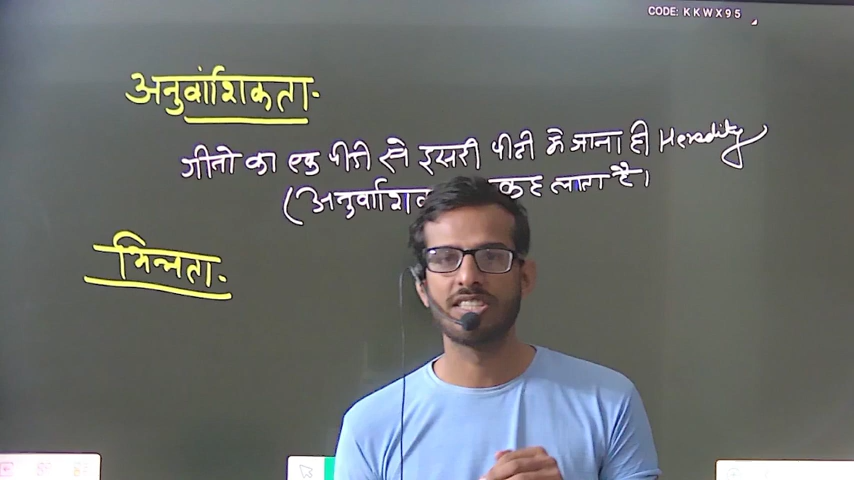 CODE: KKWX95
अनुवांशिकता.
जीनो का एक पीढी से दूसरी पीढी मे जाना ही Heredity
(अनुवांशिक कहलाता है।
भिन्नता.